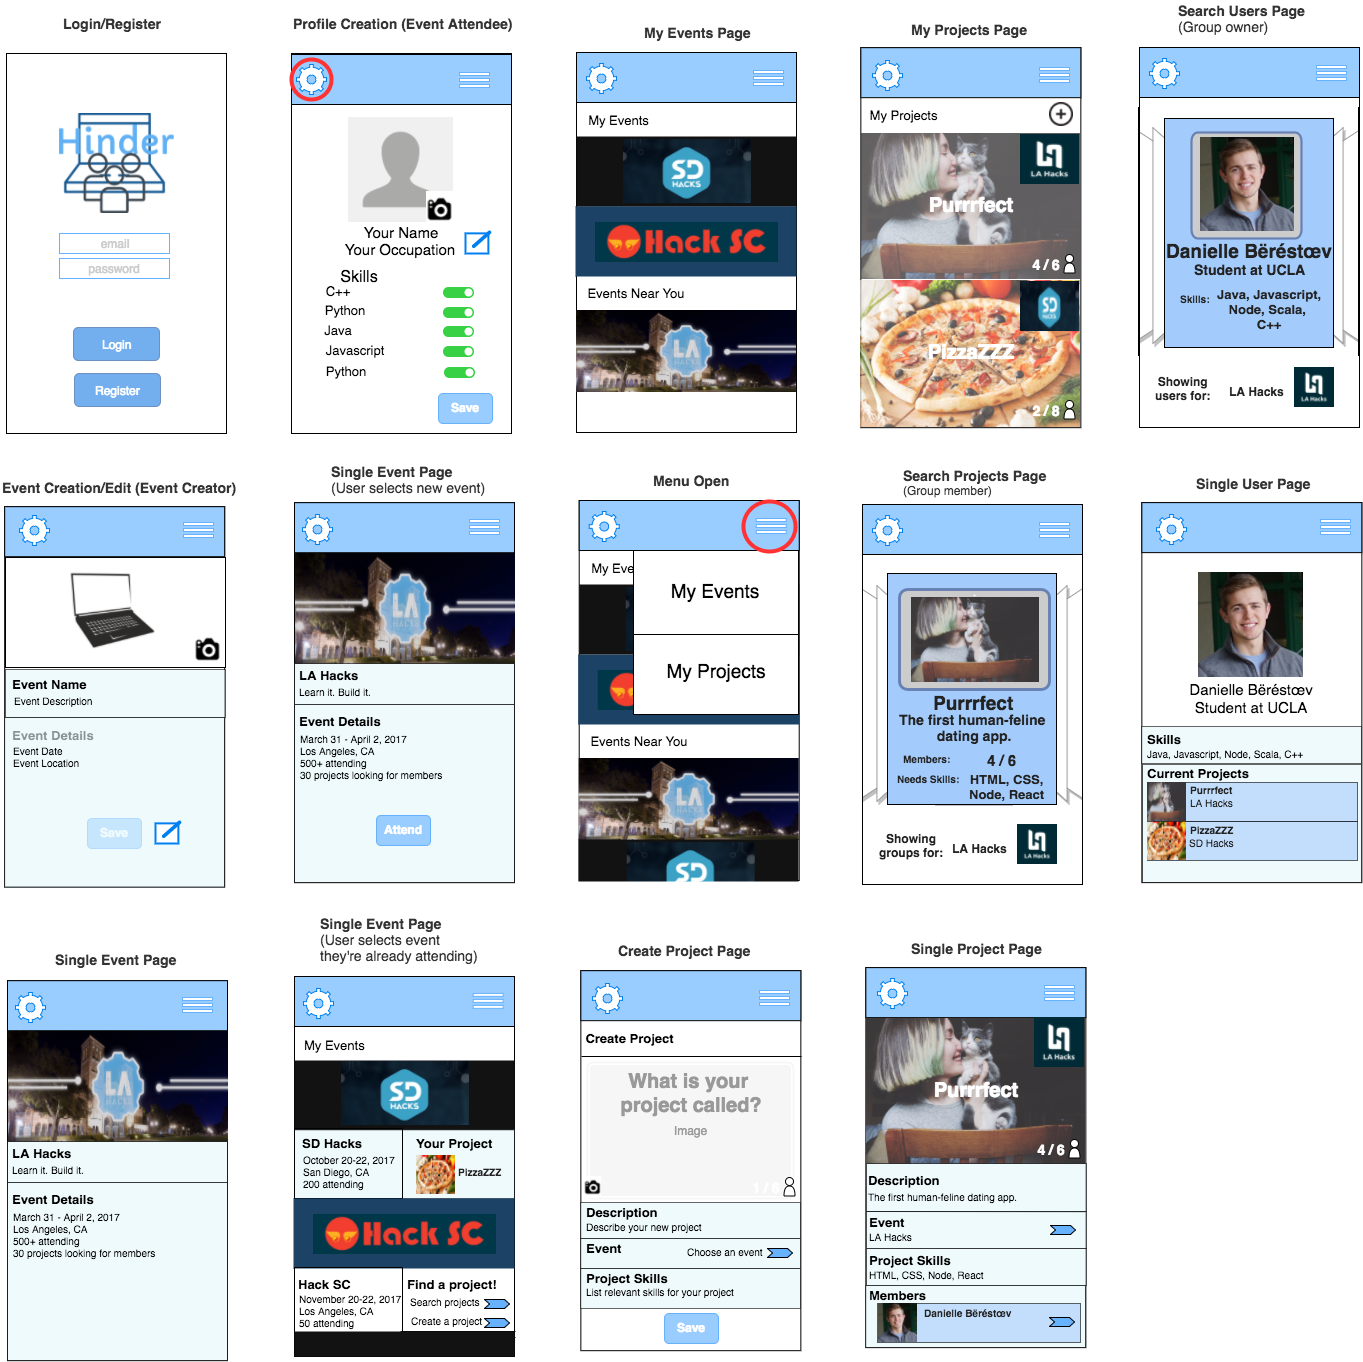 Login/Register
Hinder
email
password
Login
Register
Profile Creation (Event Attendee)
Your Name
Your Occupation
Skills
C++
Python
Java
Javascript
Python
Save
My Events Page
My Events
SD
HACKS
Hack SC
Events Near You
LA
HACKS
My Projects Page
My Projects
LA Hacks
Purrrfect
4 / 6
SD
HACKS
PizzaZZZ
2 / 8
Search Users Page
(Group owner)
Danielle Bëréstœv
Student at UCLA
Skills: Java, Javascript,
Node, Scala,
C++
Showing
users for: LA Hacks
LA Hacks
Event Creation/Edit (Event Creator)
Event Name
Event Description
Event Details
Event Date
Event Location
Save
Single Event Page
(User selects new event)
LA
HACKS
LA Hacks
Learn it. Build it.
Event Details
March 31 - April 2, 2017
Los Angeles, CA
500+ attending
30 projects looking for members
Attend
Menu Open
My Eve
My Events
My Projects
Events Near You
LA
HACKS
SD
Search Projects Page
(Group member)
Purrrfect
The first human-feline
dating app.
Members: 4 / 6
Needs Skills: HTML, CSS,
Node, React
Showing
groups for: LA Hacks
LA Hacks
Single User Page
Danielle Bëréstœv
Student at UCLA
Skills
Java, Javascript, Node, Scala, C++
Current Projects
Purrrfect
LA Hacks
PizzaZZZ
SD Hacks
Single Event Page
LA
HACKS
LA Hacks
Learn it. Build it.
Event Details
March 31 - April 2, 2017
Los Angeles, CA
500+ attending
30 projects looking for members
Single Event Page
(User selects event
they're already attending)
My Events
SD
HACKS
SD Hacks
October 20-22, 2017
San Diego, CA
200 attending
Your Project
PizzaZZZ
Hack SC
Hack SC
November 20-22, 2017
Los Angeles, CA
50 attending
Find a project!
Search projects
Create a project
Create Project Page
Create Project
What is your
project called?
Image
1 / 6
Description
Describe your new project
Event
Choose an event
Project Skills
List relevant skills for your project
Save
Single Project Page
LA Hacks
Purrrfect
4 / 6
Description
The first human-feline dating app.
Event
LA Hacks
Project Skills
HTML, CSS, Node, React
Members
Danielle Bëréstœv